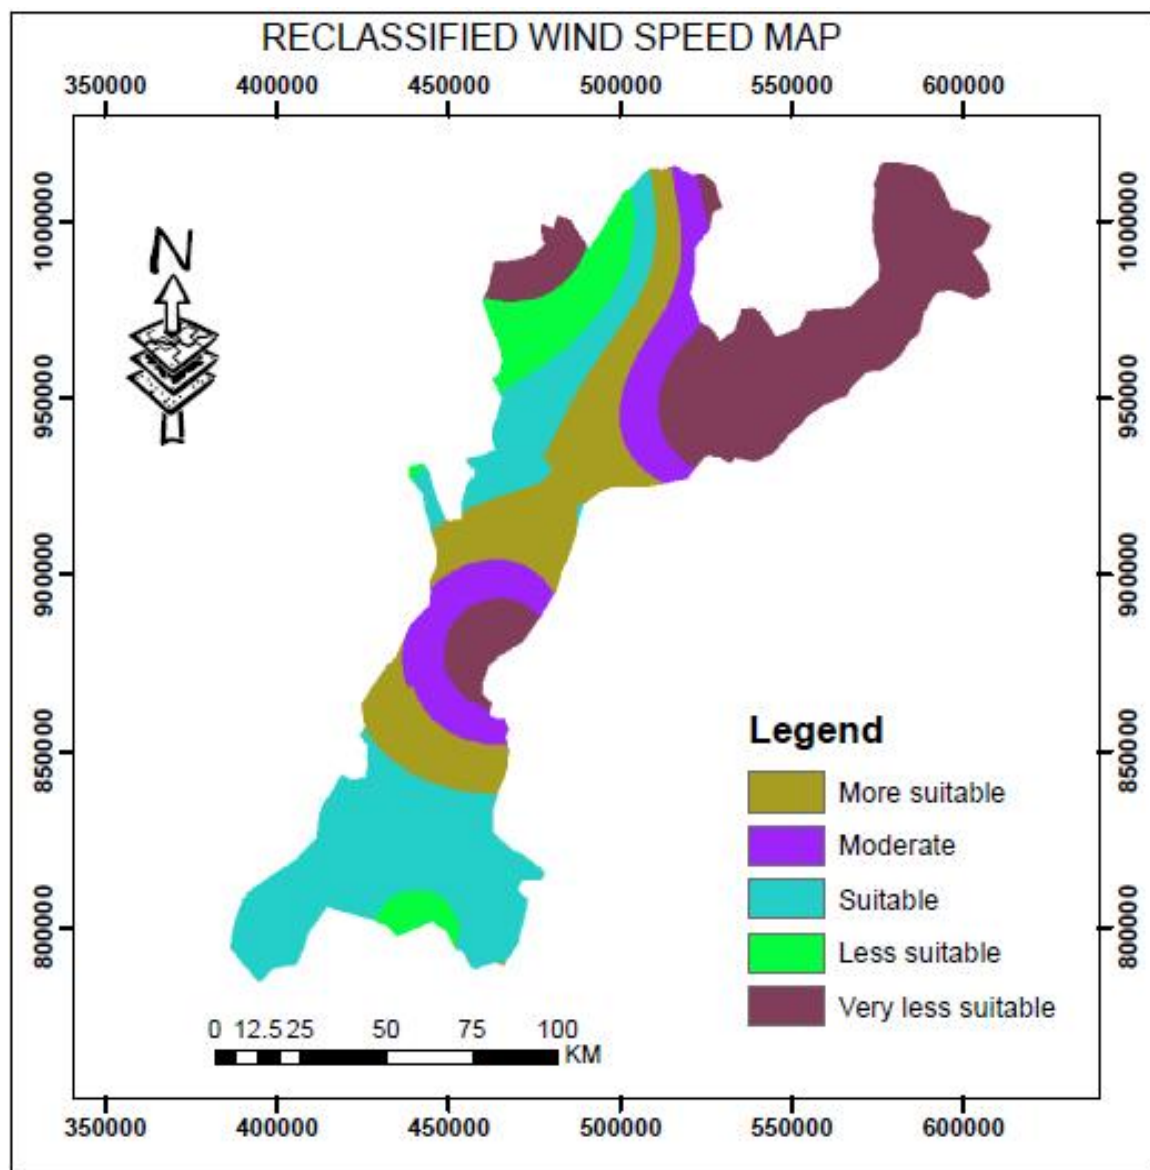 RECLASSIFIED WIND SPEED MAP
350000 400000 450000 500000 550000 600000
1000000 1000000
N
950000 950000
900000 900000
Legend
850000 850000
More suitable
Moderate
Suitable
800000 800000
Less suitable
Very less suitable
0 12.5 25 50 75 100
KM
350000 400000 450000 500000 550000 600000